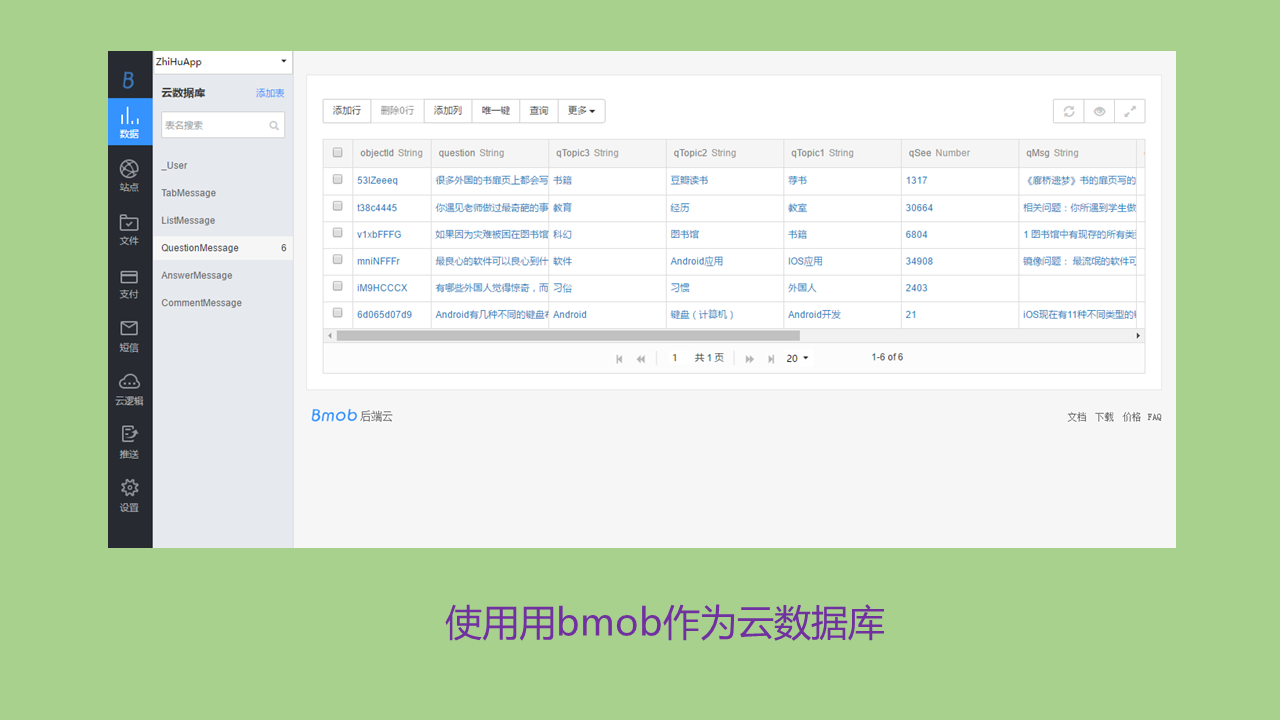 ZhiHuApp
B
云数据库 添加表
表名搜索
数据
站点
文件
支付
短信
云逻辑
推送
设置
_User
TabMessage
ListMessage
QuestionMessage 6
AnswerMessage
CommentMessage
添加行 删除0行 添加列 唯一键 查询 更多
objectId String question String qTopic3 String qTopic2 String qTopic1 String qSee Number qMsg String
53lZeeeq 很多外国的书扉页上都会写 书籍 豆瓣读书 荐书 1317 《廊桥遗梦》书的扉页写的
t38c4445 你遇见老师做过最奇葩的事 教育 经历 教室 30664 相关问题：你所遇到学生做
v1xbFFFG 如果因为灾难被困在图书馆 科幻 图书馆 书籍 6804 1 图书馆中有现存的所有类
mniNFFFr 最良心的软件可以良心到什 软件 Android应用 IOS应用 34908 镜像问题： 最流氓的软件可
iM9HCCCX 有哪些外国人觉得惊奇，而 习俗 习惯 外国人 2403
6d065d07d9 Android有几种不同的键盘 Android 键盘（计算机） Android开发 21 iOS现在有11种不同类型的
1 共 1 页 20 1-6 of 6
Bmob 后端云
文档 下载 价格 FAQ
使用用bmob作为云数据库